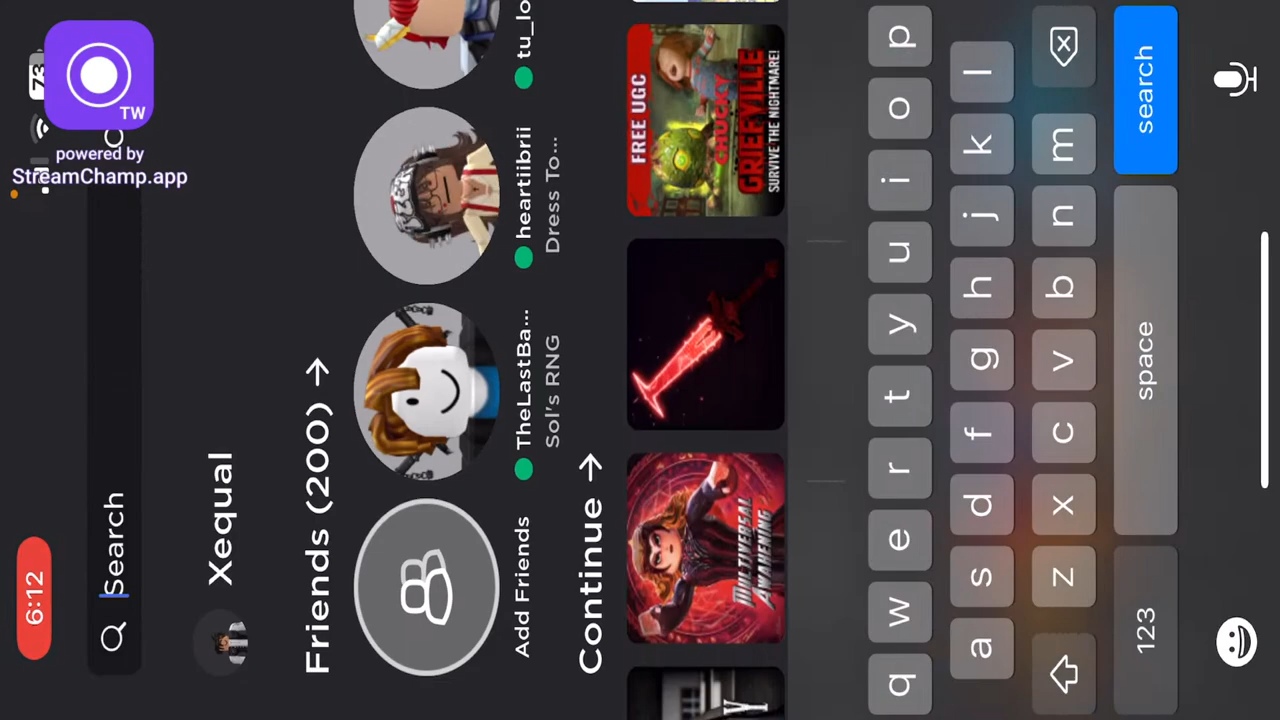 6:12
73
TW
powered by
StreamChamp.app
Search
Xequal
Friends (200) →
Add Friends
TheLastBa...
Sol's RNG
heartiibrii
Dress To...
tu_lo
Continue →
MULTIVERSAL
AWAKENING
FREE UGC
CHUCKY
GRIEFVILLE
SURVIVE THE NIGHTMARE!
q w e r t y u i o p
a s d f g h j k l
z x c v b n m
123 space search